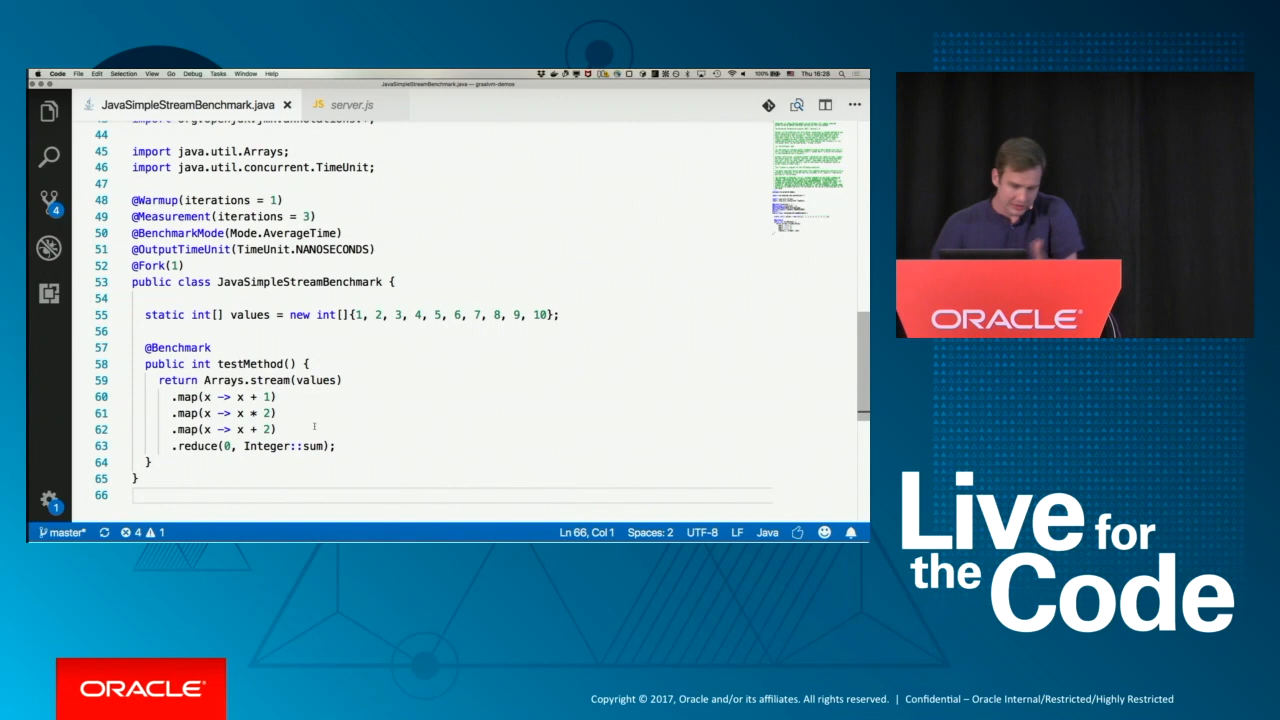 Code File Edit Selection View Go Debug Tasks Window Help
100% Thu 16:28
JavaSimpleStreamBenchmark.java — graalvm-demos
JavaSimpleStreamBenchmark.java
JS server.js
44
45 import java.util.Arrays;
46 import java.util.concurrent.TimeUnit;
47
48 @Warmup(iterations = 1)
49 @Measurement(iterations = 3)
50 @BenchmarkMode(Mode.AverageTime)
51 @OutputTimeUnit(TimeUnit.NANOSECONDS)
52 @Fork(1)
53 public class JavaSimpleStreamBenchmark {
54
55 static int[] values = new int[]{1, 2, 3, 4, 5, 6, 7, 8, 9, 10};
56
57 @Benchmark
58 public int testMethod() {
59 return Arrays.stream(values)
60 .map(x -> x + 1)
61 .map(x -> x * 2)
62 .map(x -> x + 2)
63 .reduce(0, Integer::sum);
64 }
65 }
66
4
1
master* 4 1 Ln 66, Col 1 Spaces: 2 UTF-8 LF Java
ORACLE
Live for
the Code
ORACLE
Copyright © 2017, Oracle and/or its affiliates. All rights reserved. | Confidential – Oracle Internal/Restricted/Highly Restricted